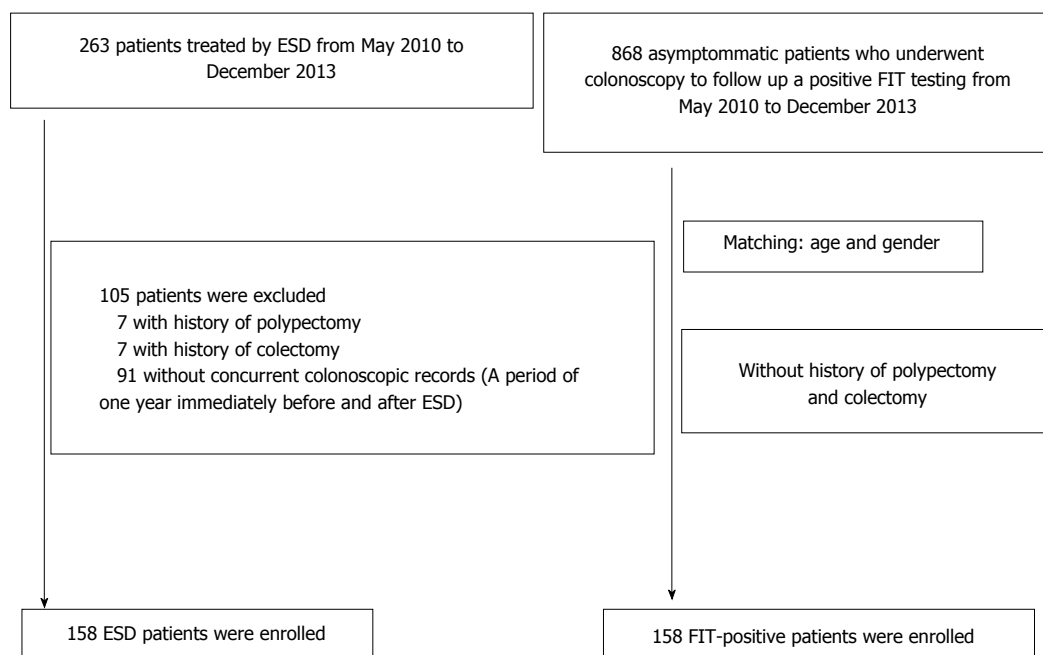 263 patients treated by ESD from May 2010 to
December 2013
868 asymptommatic patients who underwent
colonoscopy to follow up a positive FIT testing from
May 2010 to December 2013
Matching: age and gender
105 patients were excluded
7 with history of polypectomy
7 with history of colectomy
91 without concurrent colonoscopic records (A period of
one year immediately before and after ESD)
Without history of polypectomy
and colectomy
158 ESD patients were enrolled
158 FIT-positive patients were enrolled